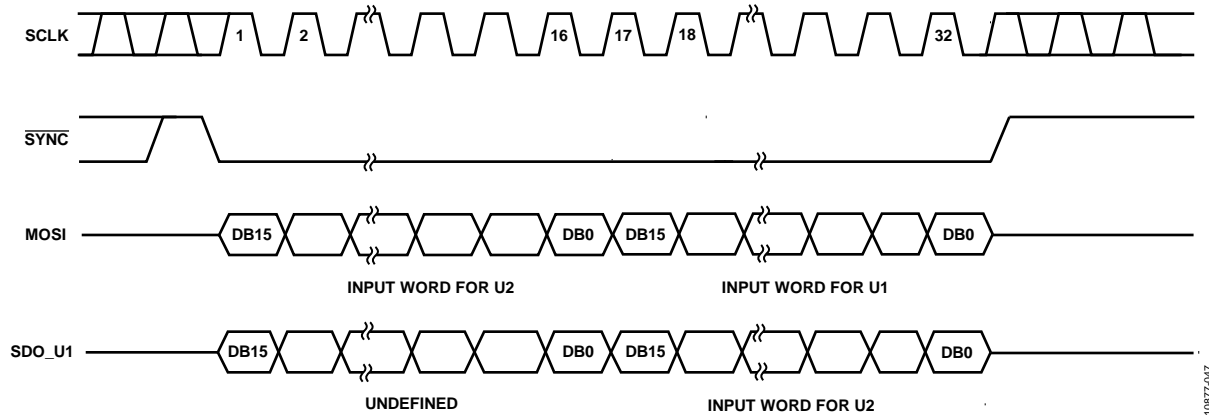 SCLK 1 2 16 17 18 32
SYNC
MOSI DB15 DB0 DB15 DB0
INPUT WORD FOR U2 INPUT WORD FOR U1
SDO_U1 DB15 DB0 DB15 DB0
UNDEFINED INPUT WORD FOR U2
10877-047